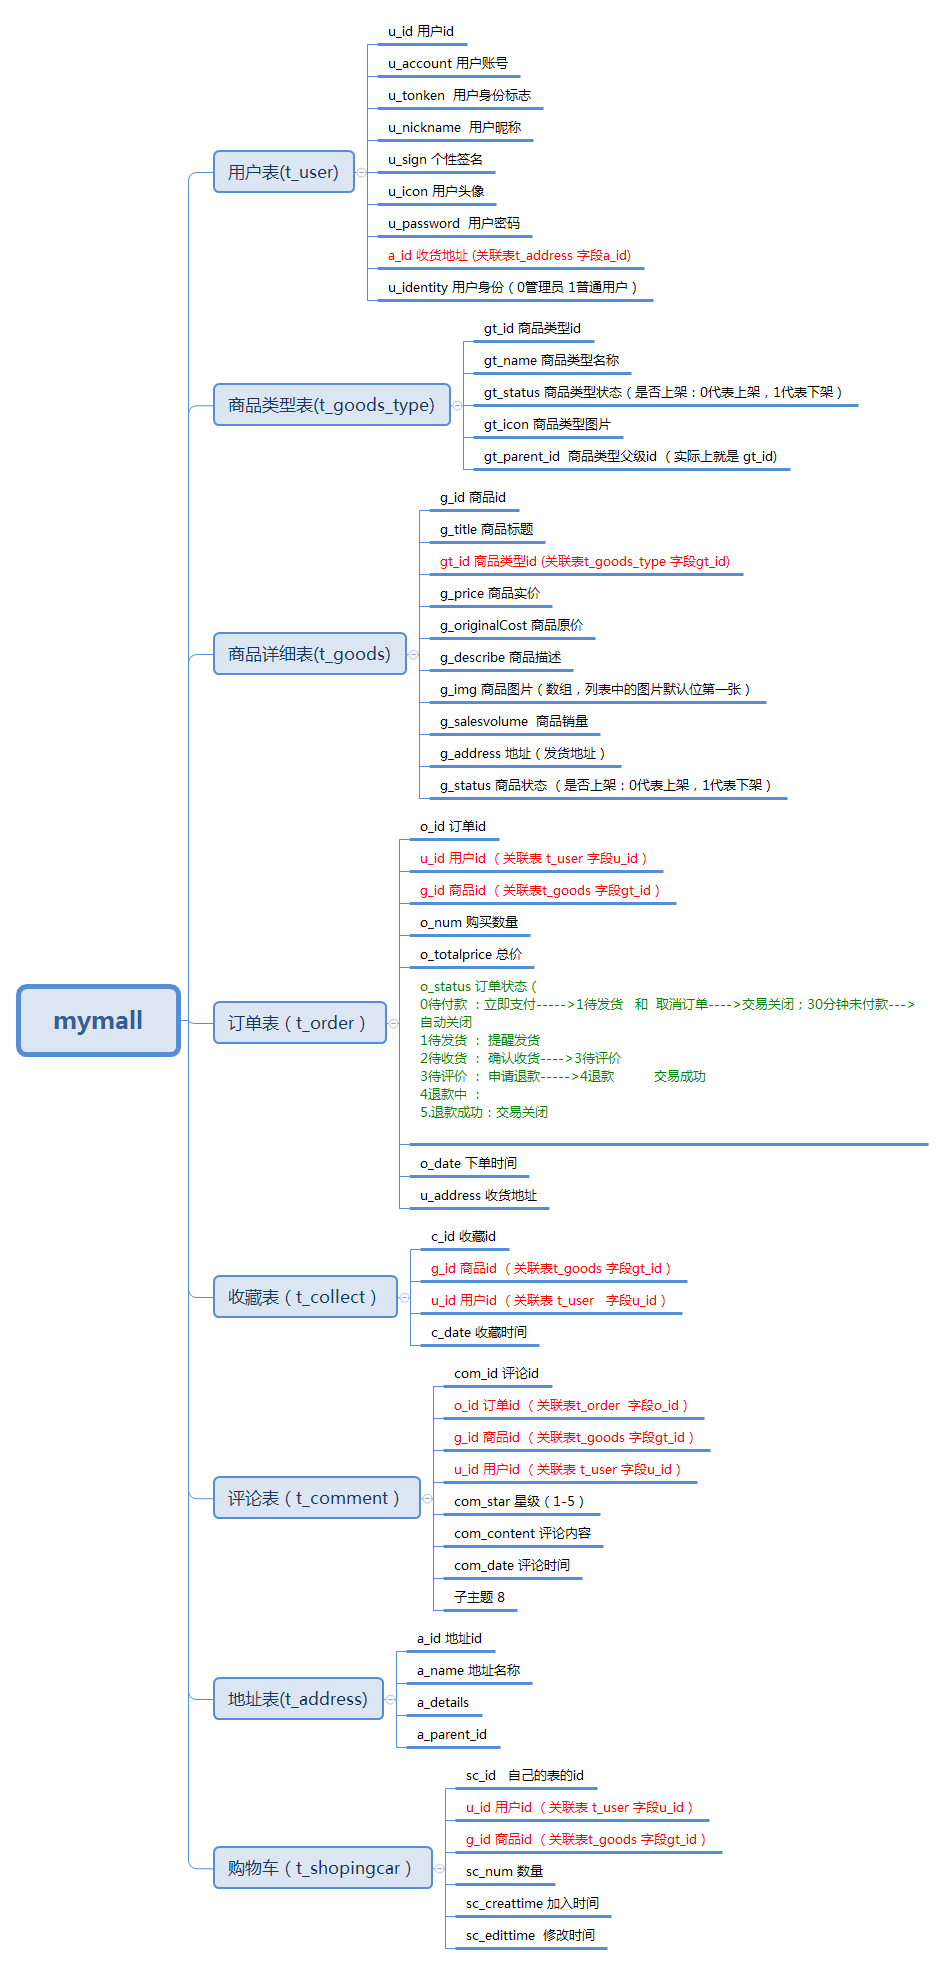 mymall
用户表(t_user)
u_id 用户id
u_account 用户账号
u_tonken  用户身份标志
u_nickname  用户昵称
u_sign 个性签名
u_icon 用户头像
u_password  用户密码
a_id 收货地址 (关联表t_address 字段a_id)
u_identity 用户身份（0管理员 1普通用户）
商品类型表(t_goods_type)
gt_id 商品类型id
gt_name 商品类型名称
gt_status 商品类型状态（是否上架：0代表上架，1代表下架）
gt_icon 商品类型图片
gt_parent_id  商品类型父级id （实际上就是 gt_id)
商品详细表(t_goods)
g_id 商品id
g_title 商品标题
gt_id 商品类型id (关联表t_goods_type 字段gt_id)
g_price 商品实价
g_originalCost 商品原价
g_describe 商品描述
g_img 商品图片（数组，列表中的图片默认位第一张）
g_salesvolume  商品销量
g_address 地址（发货地址）
g_status 商品状态 （是否上架：0代表上架，1代表下架）
订单表（t_order）
o_id 订单id
u_id 用户id （关联表 t_user 字段u_id）
g_id 商品id （关联表t_goods 字段gt_id）
o_num 购买数量
o_totalprice 总价
o_status 订单状态（
0待付款 ：立即支付----->1待发货   和  取消订单---->交易关闭；30分钟未付款--->
自动关闭
1待发货 ： 提醒发货
2待收货 ： 确认收货---->3待评价
3待评价 ： 申请退款----->4退款          交易成功
4退款中 ：
5.退款成功：交易关闭
o_date 下单时间
u_address 收货地址
收藏表（t_collect）
c_id 收藏id
g_id 商品id （关联表t_goods 字段gt_id）
u_id 用户id （关联表 t_user   字段u_id）
c_date 收藏时间
评论表（t_comment）
com_id 评论id
o_id 订单id （关联表t_order  字段o_id）
g_id 商品id （关联表t_goods 字段gt_id）
u_id 用户id （关联表 t_user 字段u_id）
com_star 星级（1-5）
com_content 评论内容
com_date 评论时间
子主题 8
地址表(t_address)
a_id 地址id
a_name 地址名称
a_details
a_parent_id
购物车（t_shopingcar）
sc_id   自己的表的id
u_id 用户id （关联表 t_user 字段u_id）
g_id 商品id （关联表t_goods 字段gt_id）
sc_num 数量
sc_creattime 加入时间
sc_edittime  修改时间